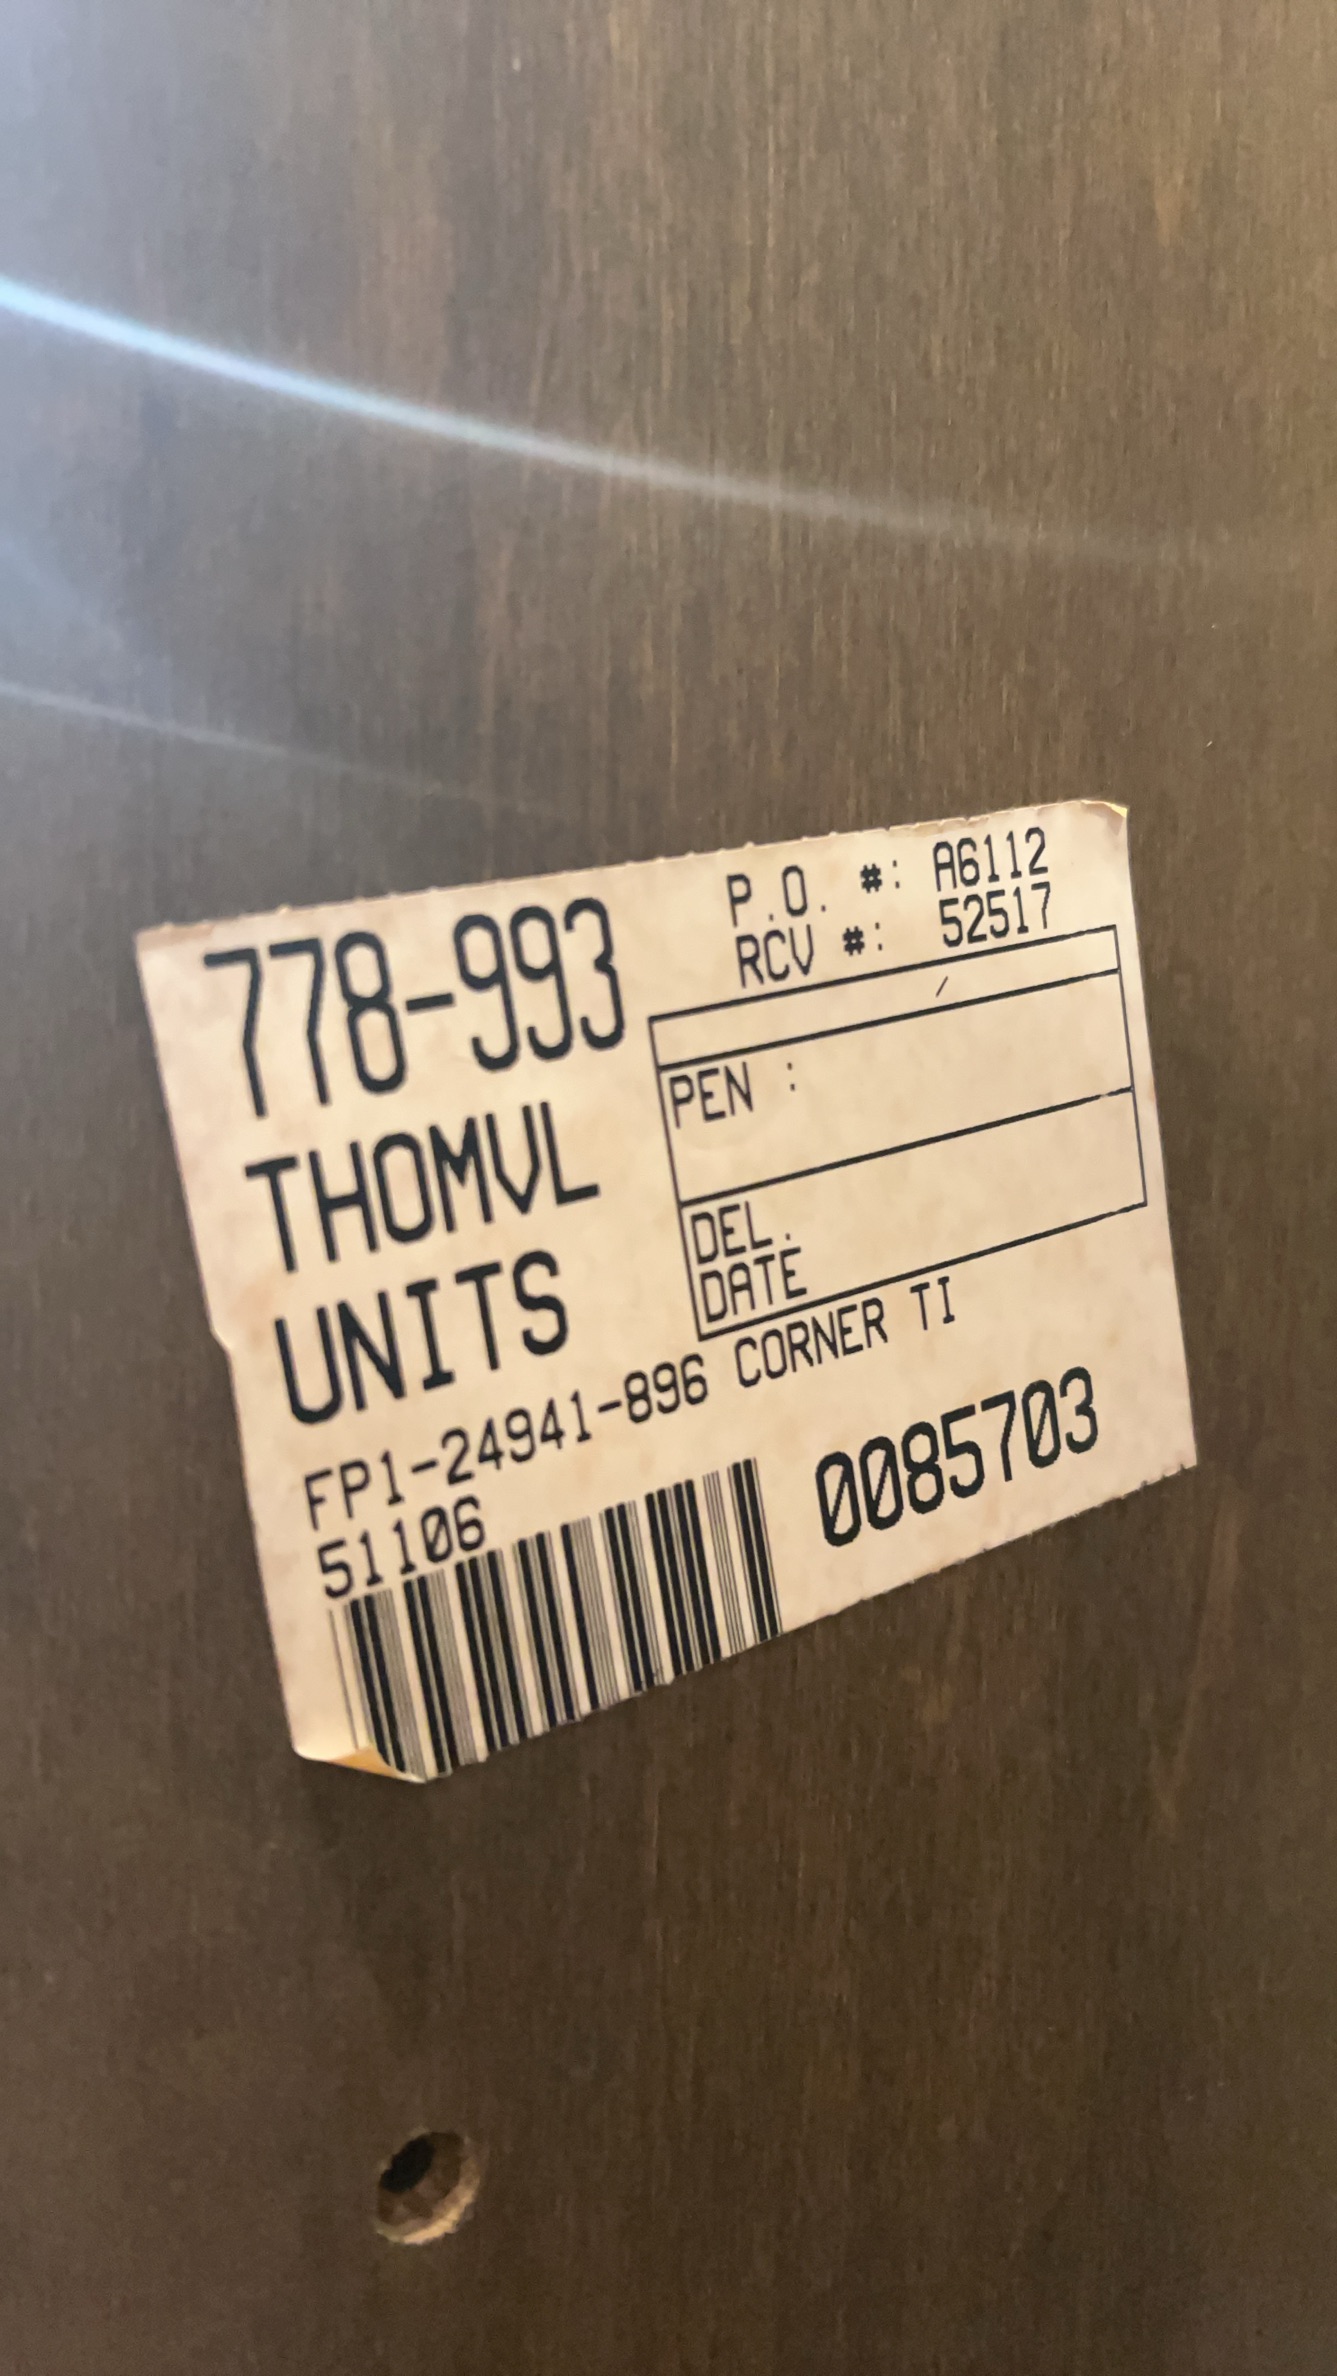 P.O. #: A6112
RCV #: 52517
778-993
THOMVL
UNITS
/
PEN :
DEL.
DATE
FP1-24941-896 CORNER TI
51106
0085703